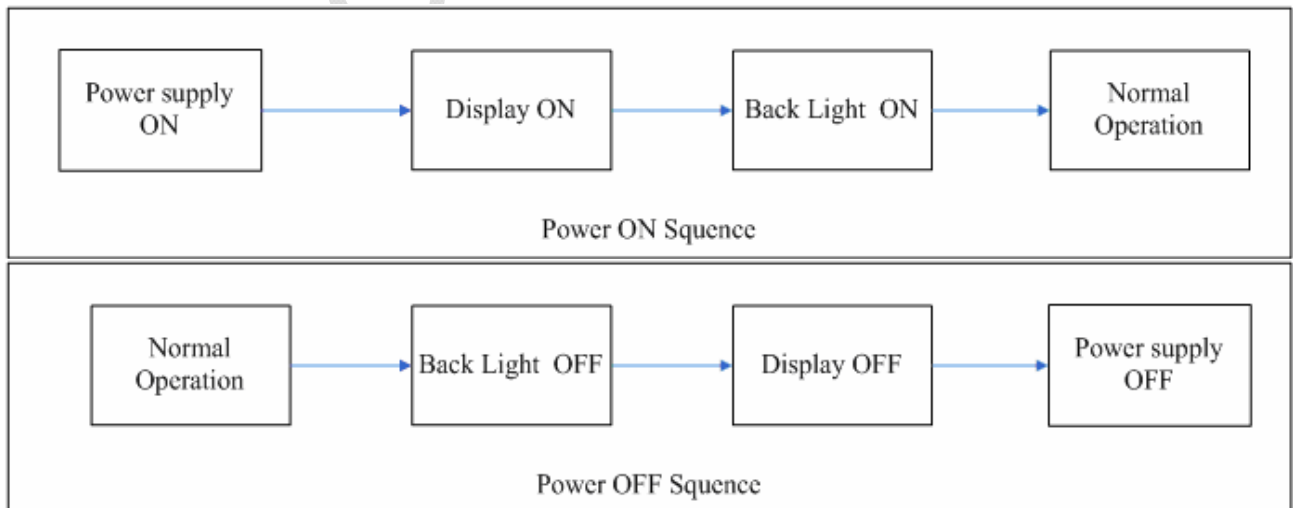 Power supply
ON
Display ON
Back Light ON
Normal
Operation
Power ON Squence
Normal
Operation
Back Light OFF
Display OFF
Power supply
OFF
Power OFF Squence